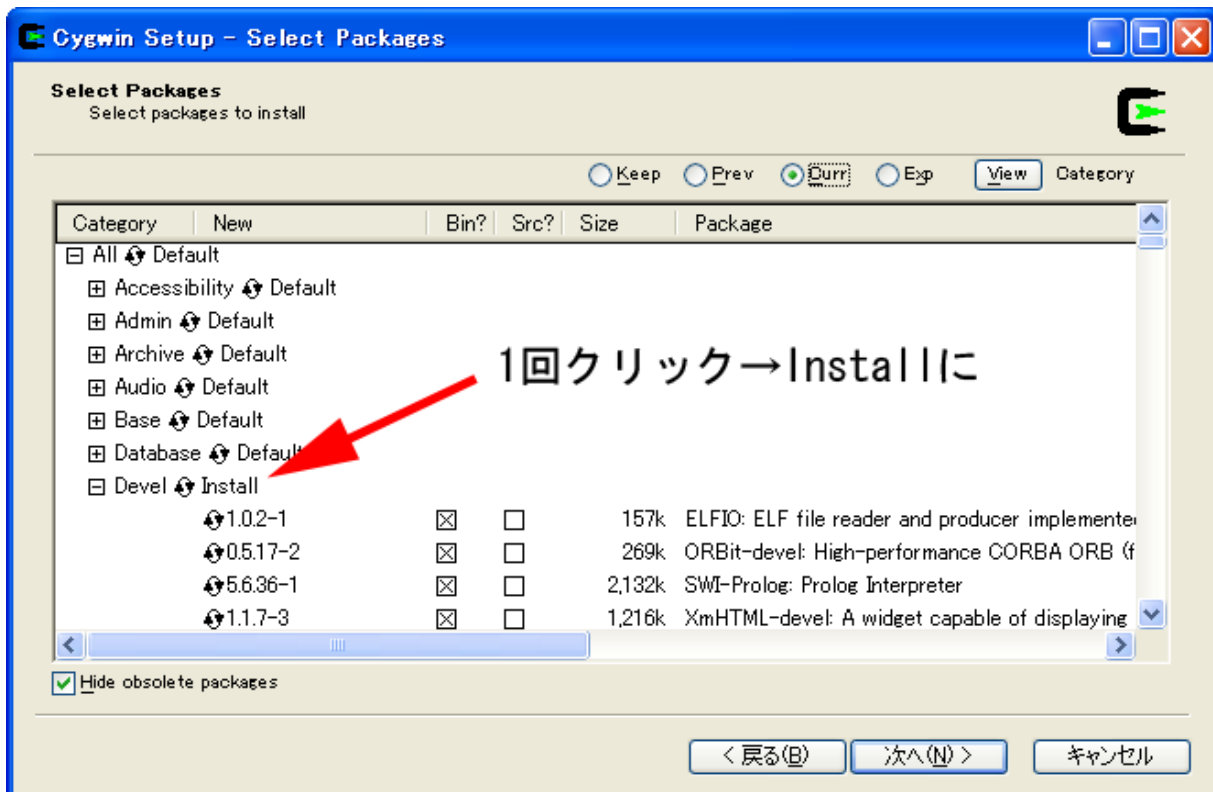 Cygwin Setup - Select Packages
Select Packages
Select packages to install
Keep Prev Curr Exp View Category
Category New Bin? Src? Size Package
All Default
Accessibility Default
Admin Default
Archive Default
1回クリック→Installに
Audio Default
Base Default
Database Default
Devel Install
1.0.2-1 157k ELFIO: ELF file reader and producer implemente
0.5.17-2 269k ORBit-devel: High-performance CORBA ORB (f
5.6.36-1 2,132k SWI-Prolog: Prolog Interpreter
1.1.7-3 1,216k XmHTML-devel: A widget capable of displaying
Hide obsolete packages
< 戻る(B) 次へ(N) > キャンセル